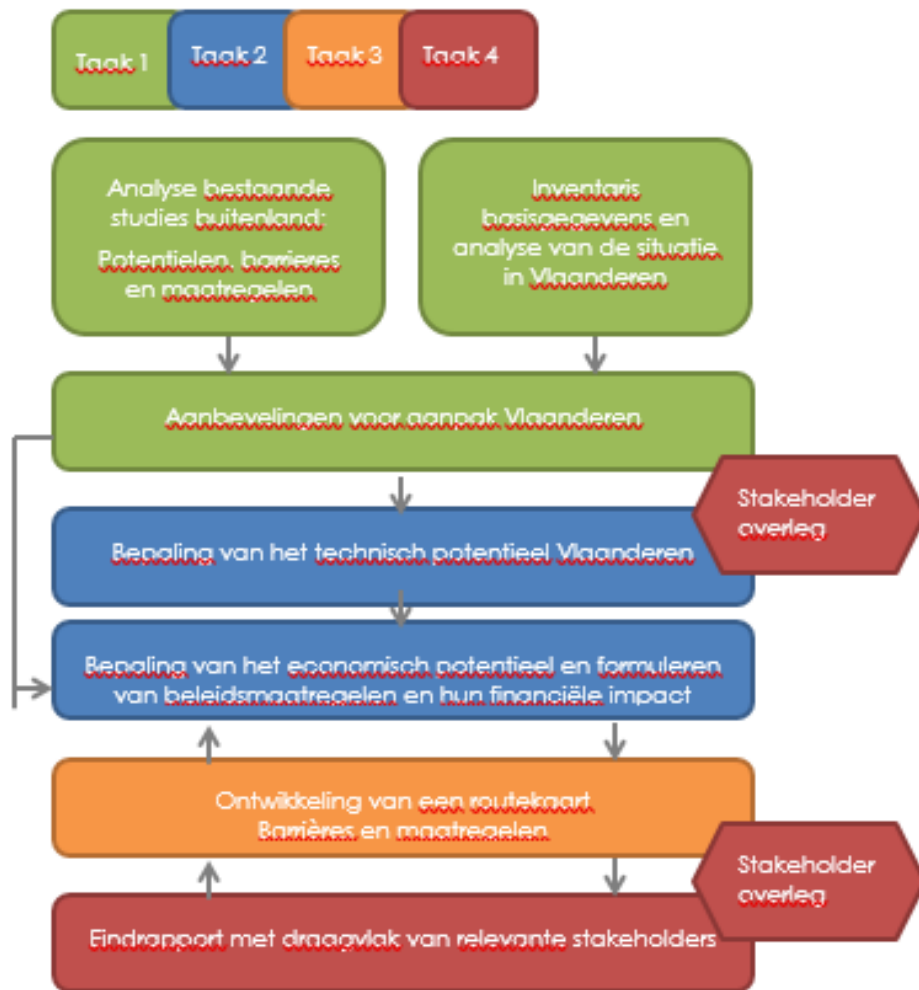 Taak 1
Taak 2
Taak 3
Taak 4
Analyse bestaande
studies buitenland:
Potentielen, barrieres
en maatregelen
Inventaris
basisgegevens en
analyse van de situatie
in Vlaanderen
Aanbevelingen voor aanpak Vlaanderen
Stakeholder
overleg
Bepaling van het technisch potentieel Vlaanderen
Bepaling van het economisch potentieel en formuleren
van beleidsmaatregelen en hun financiële impact
Ontwikkeling van een routekaart
Barrières en maatregelen
Stakeholder
overleg
Eindrapport met draagvlak van relevante stakeholders